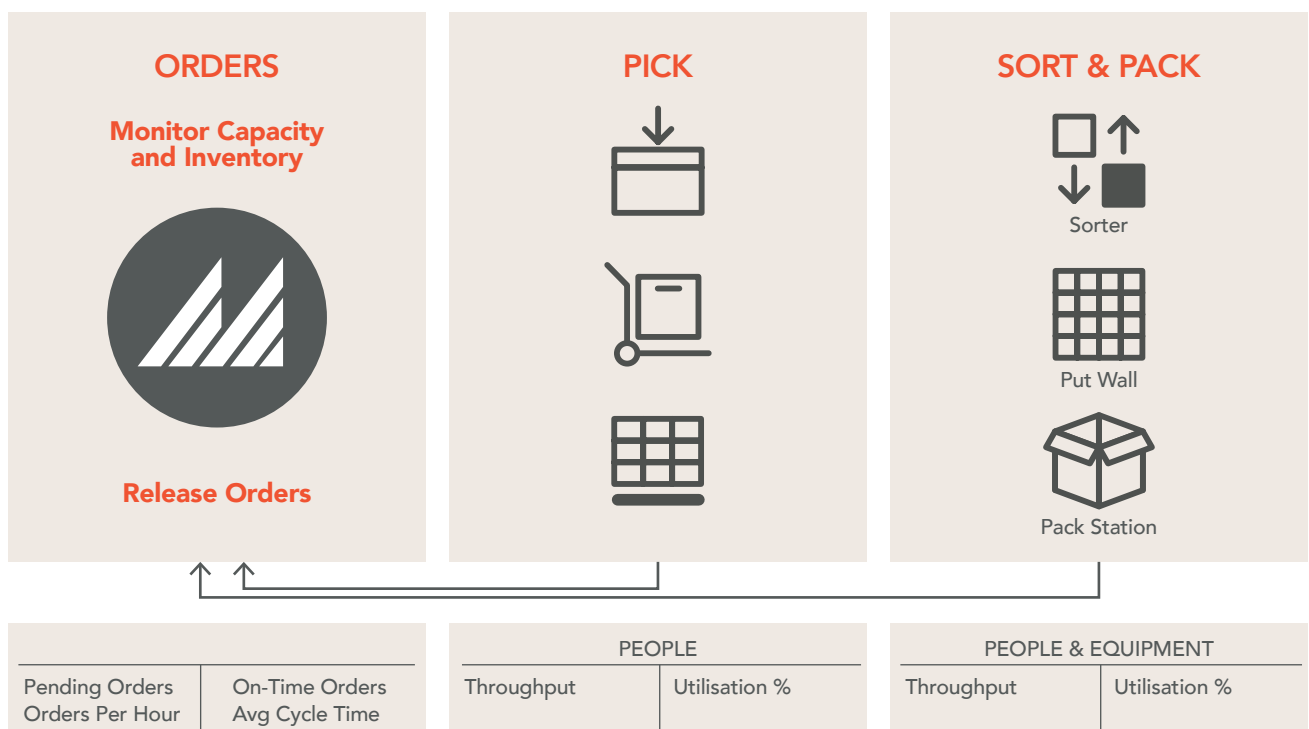 ORDERS
Monitor Capacity
and Inventory
Release Orders
PICK
SORT & PACK
Sorter
Put Wall
Pack Station
Pending Orders
Orders Per Hour
On-Time Orders
Avg Cycle Time
PEOPLE
Throughput
Utilisation %
PEOPLE & EQUIPMENT
Throughput
Utilisation %